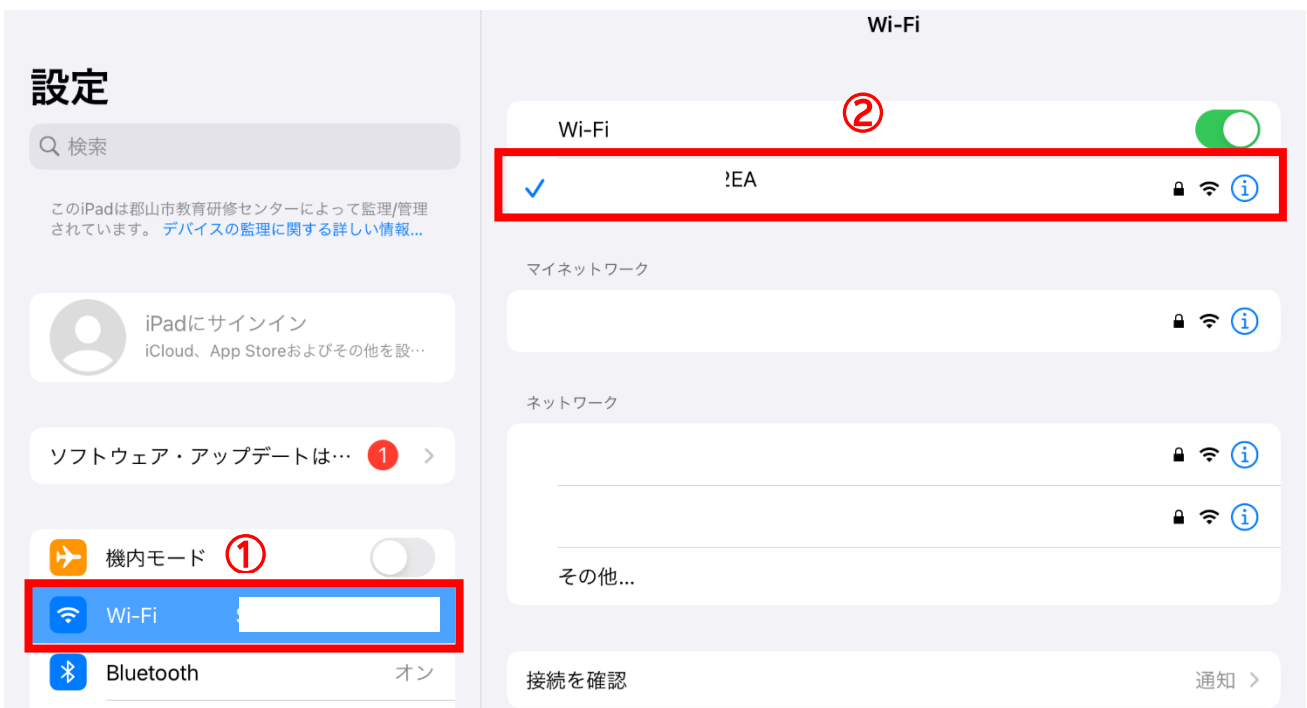 設定
検索
このiPadは郡山市教育研修センターによって監理/管理
されています。 デバイスの監理に関する詳しい情報...
iPadにサインイン
iCloud、App Storeおよびその他を設…
ソフトウェア・アップデートは… 1
機内モード ①
Wi-Fi
Bluetooth オン
Wi-Fi
②
Wi-Fi
2EA
マイネットワーク
ネットワーク
その他...
接続を確認 通知